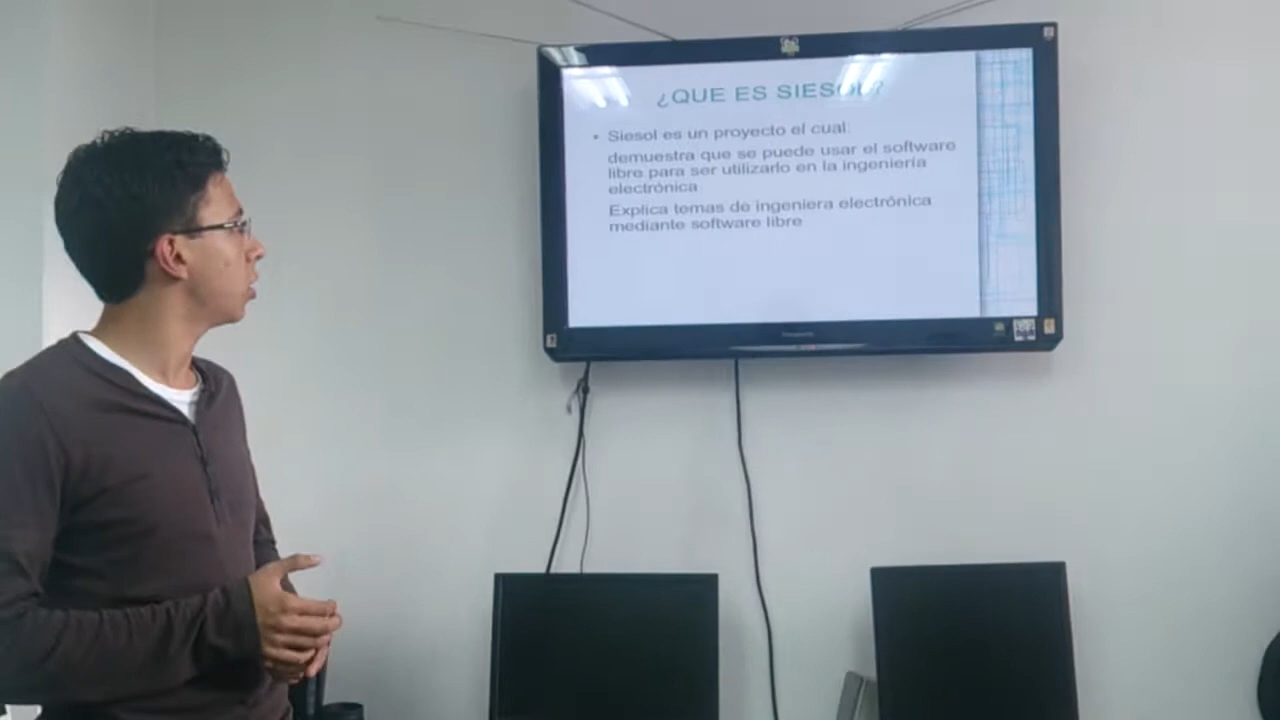 ¿QUE ES SIESOL?
• Siesol es un proyecto el cual:
demuestra que se puede usar el software
libre para ser utilizarlo en la ingeniería
electrónica
Explica temas de ingeniera electrónica
mediante software libre